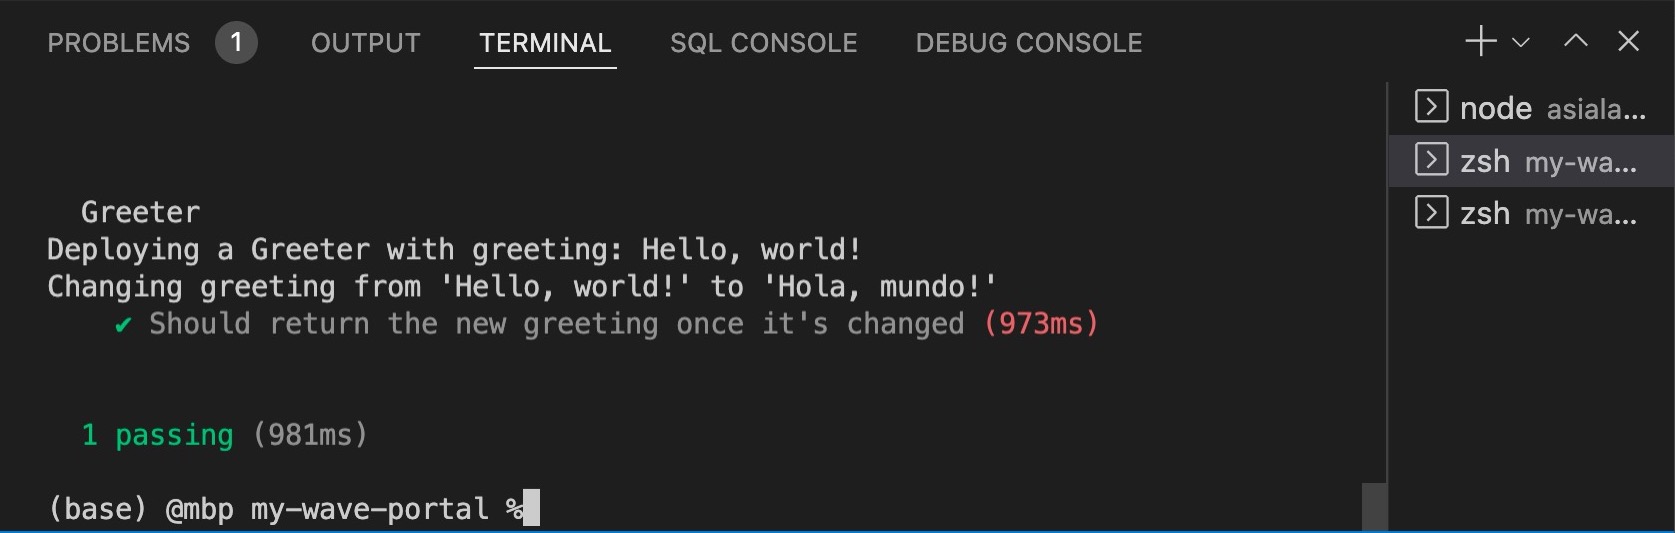 PROBLEMS 1 OUTPUT TERMINAL SQL CONSOLE DEBUG CONSOLE
node asiala...
zsh my-wa...
zsh my-wa...
Greeter
Deploying a Greeter with greeting: Hello, world!
Changing greeting from 'Hello, world!' to 'Hola, mundo!'
✔ Should return the new greeting once it's changed (973ms)
1 passing (981ms)
(base) @mbp my-wave-portal %